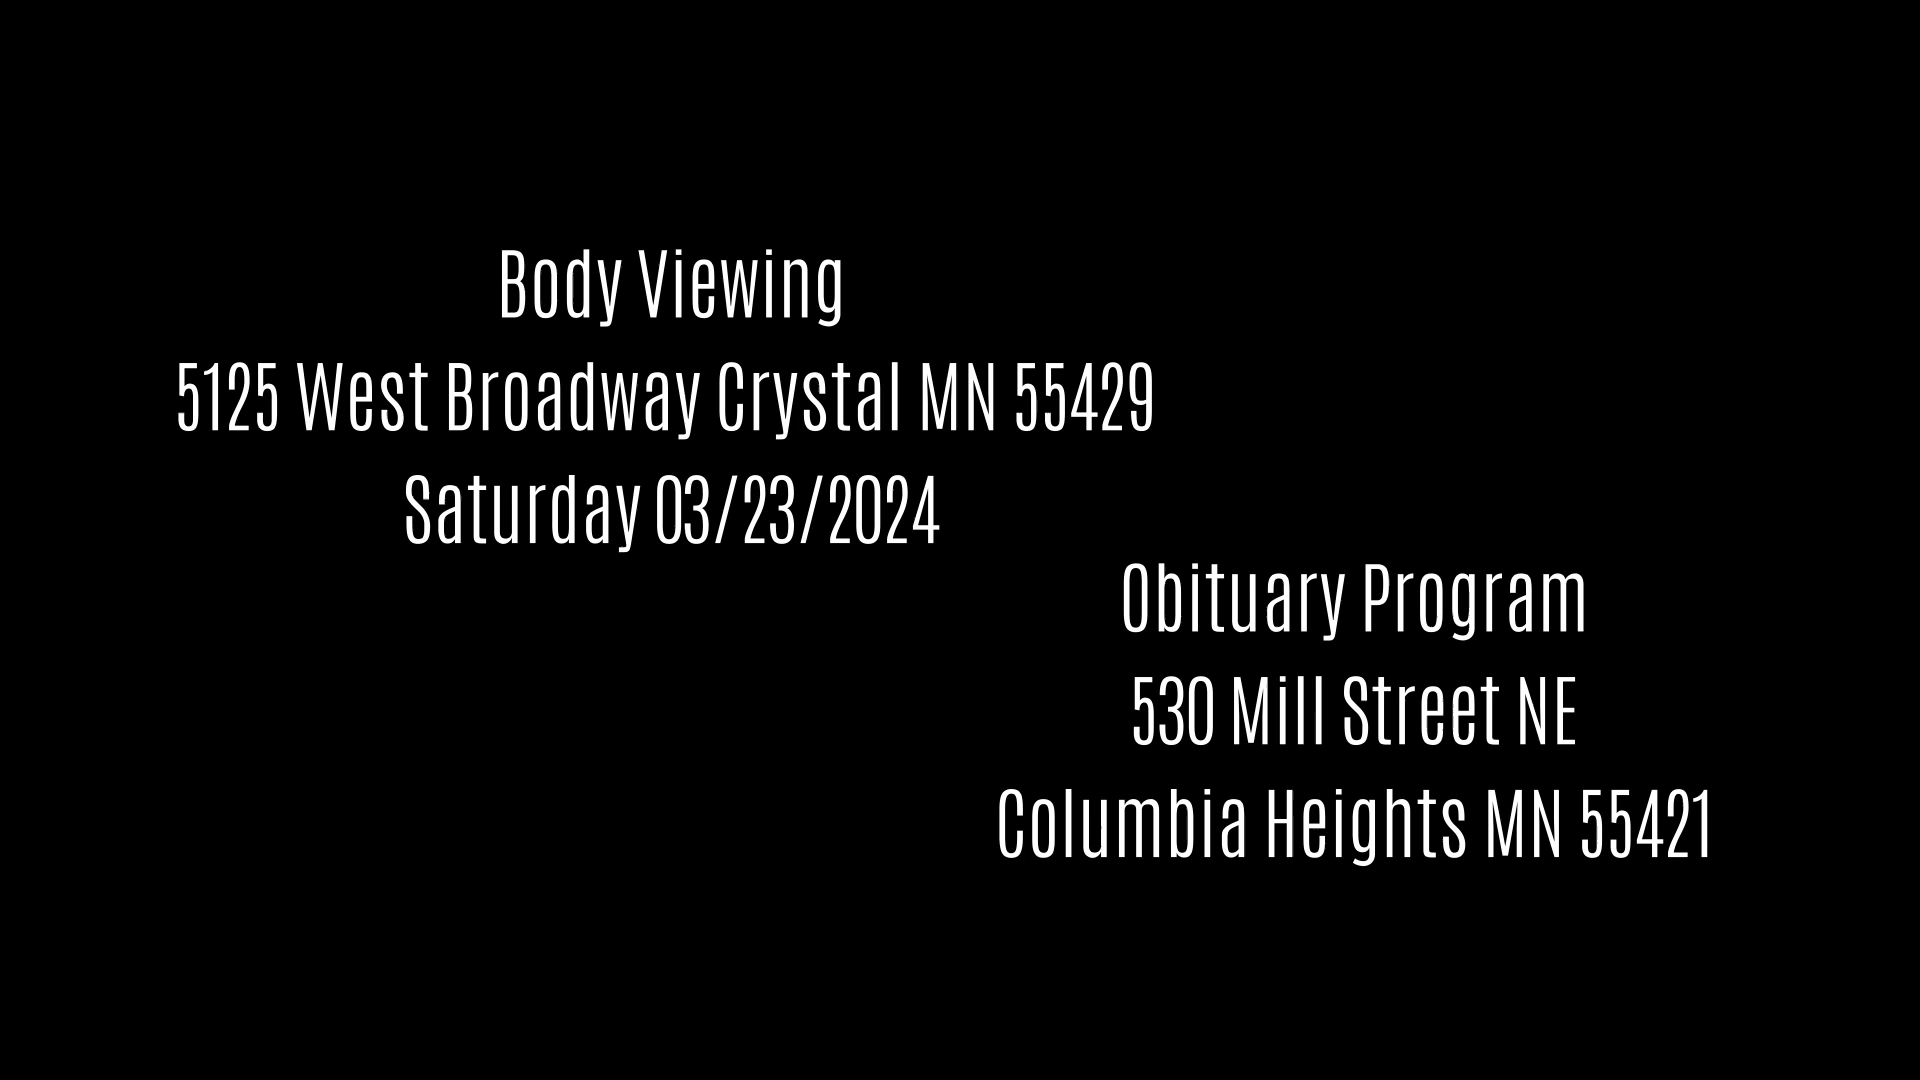 Body Viewing
5125 West Broadway Crystal MN 55429
Saturday 03/23/2024
Obituary Program
530 Mill Street NE
Columbia Heights MN 55421